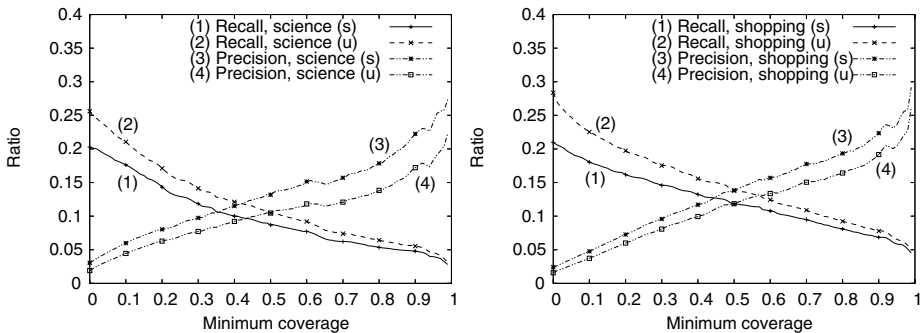 0.4
0.35
0.3
0.25
0.2
0.15
0.1
0.05
0
Ratio
(1) Recall, science (s)
(2) Recall, science (u)
(3) Precision, science (s)
(4) Precision, science (u)
(2)
(1)
(3)
(4)
0 0.1 0.2 0.3 0.4 0.5 0.6 0.7 0.8 0.9 1
Minimum coverage
0.4
0.35
0.3
0.25
0.2
0.15
0.1
0.05
0
Ratio
(1) Recall, shopping (s)
(2) Recall, shopping (u)
(3) Precision, shopping (s)
(4) Precision, shopping (u)
(2)
(1)
(3)
(4)
0 0.1 0.2 0.3 0.4 0.5 0.6 0.7 0.8 0.9 1
Minimum coverage